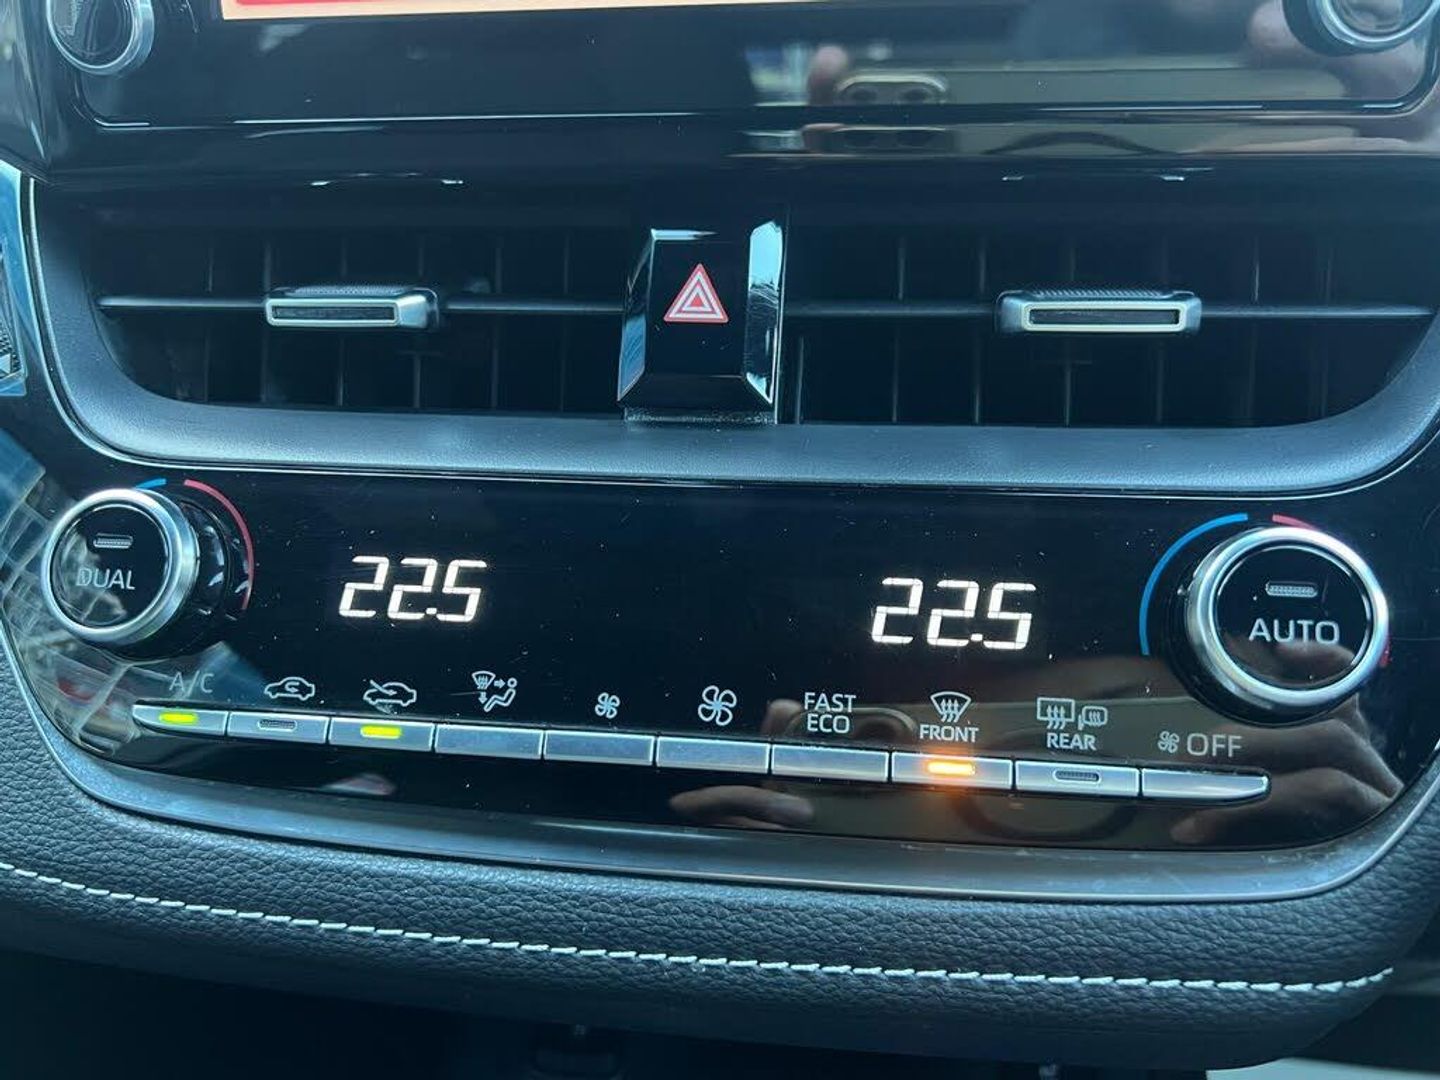 DUAL
22.5
22.5
AUTO
A/C
FAST
ECO
FRONT
REAR
OFF